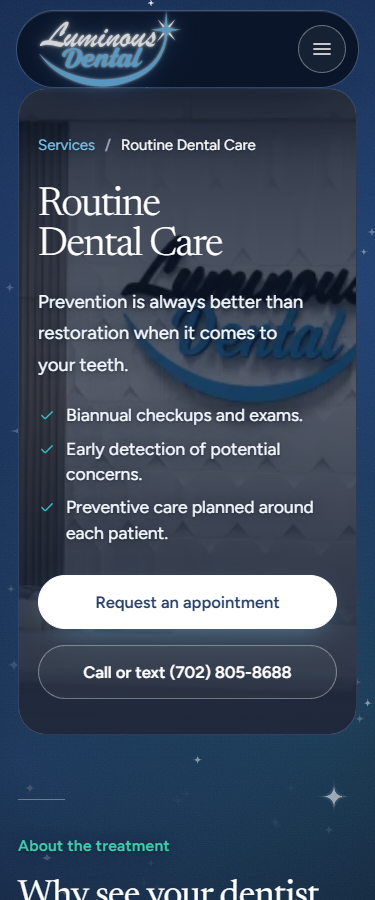 Luminous
Dental
Services / Routine Dental Care
Routine
Dental Care
Luminous
Dental
Prevention is always better than
restoration when it comes to
your teeth.
Biannual checkups and exams.
Early detection of potential
concerns.
Preventive care planned around
each patient.
Request an appointment
Call or text (702) 805-8688
About the treatment
Why see your dentist